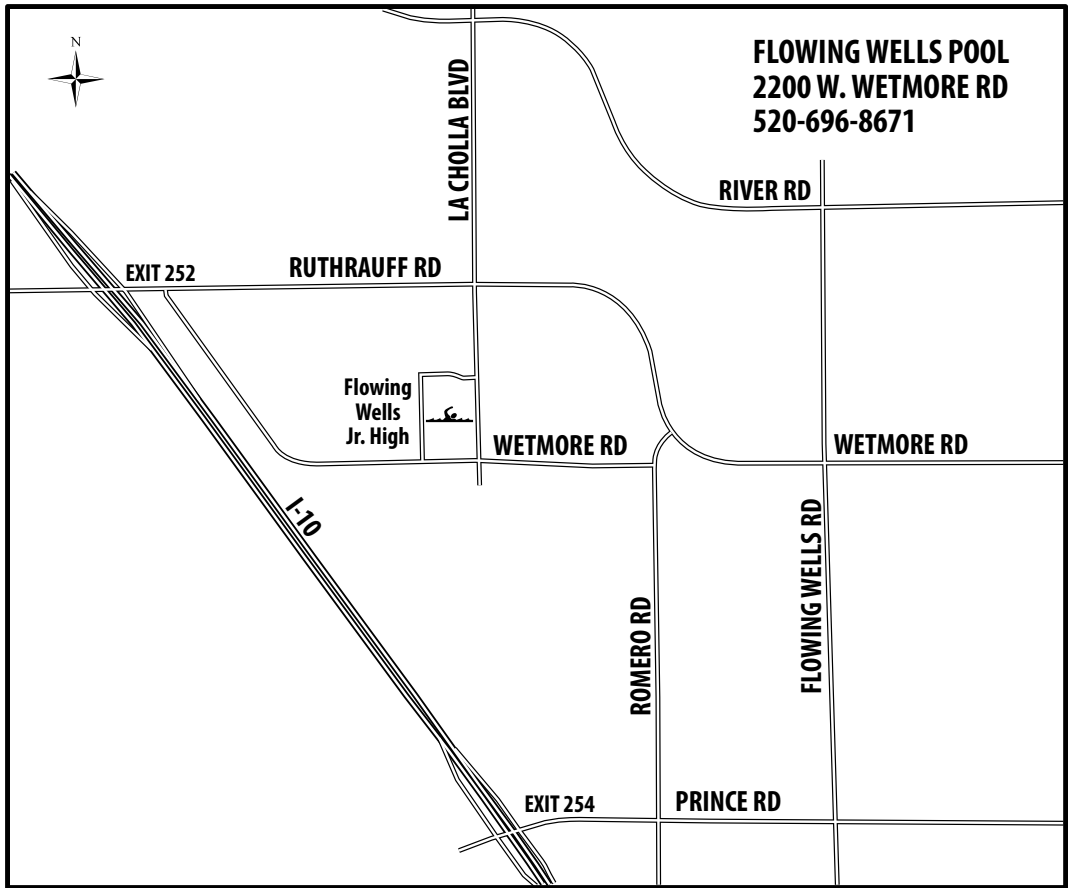 N
FLOWING WELLS POOL
2200 W. WETMORE RD
520-696-8671
LA CHOLLA BLVD
RIVER RD
EXIT 252
RUTHRAUFF RD
Flowing
Wells
Jr. High
WETMORE RD
WETMORE RD
I-10
FLOWING WELLS RD
ROMERO RD
EXIT 254
PRINCE RD